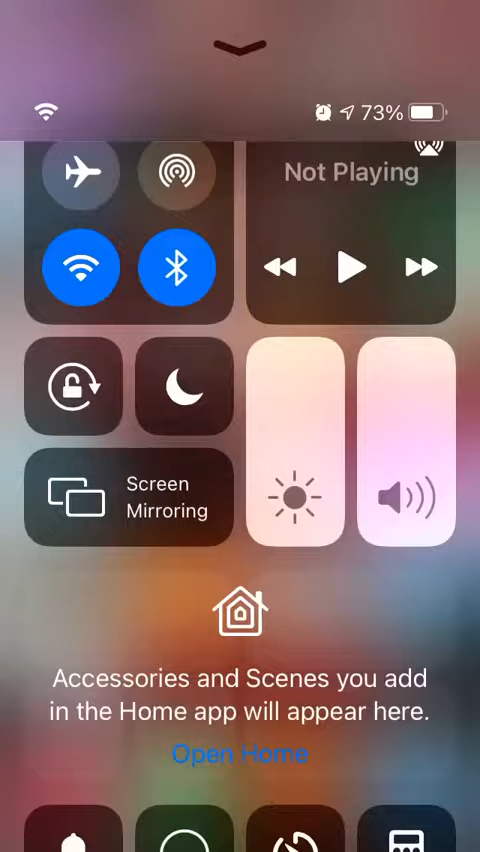 73%
Not Playing
Screen
Mirroring
Accessories and Scenes you add
in the Home app will appear here.
Open Home